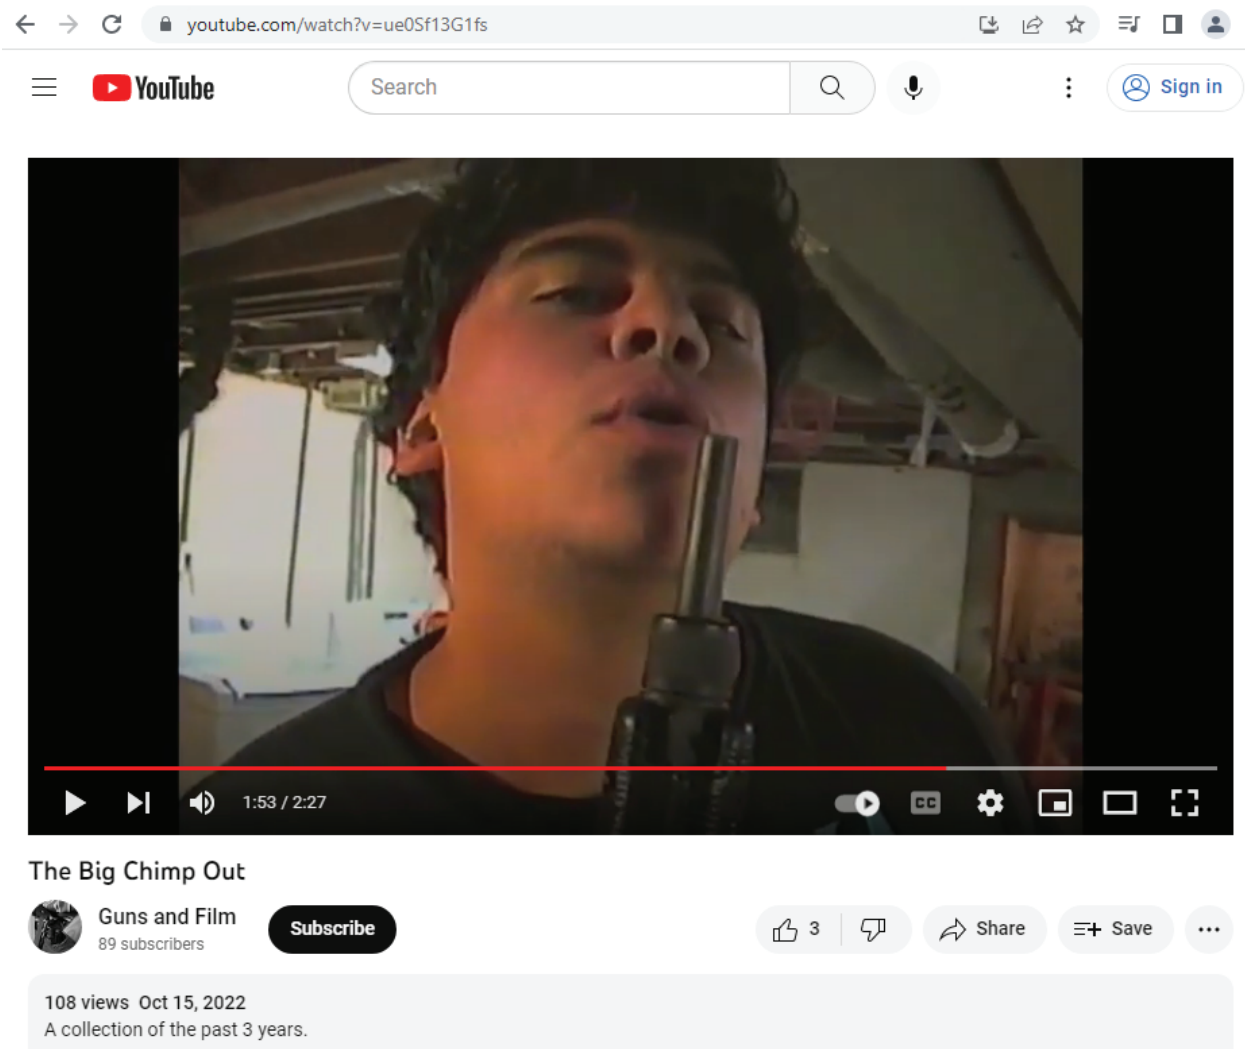 youtube.com/watch?v=ue0Sf13G1fs
YouTube
Search
Sign in
1:53 / 2:27
CC
The Big Chimp Out
Guns and Film
89 subscribers
Subscribe
3
Share
Save
108 views Oct 15, 2022
A collection of the past 3 years.